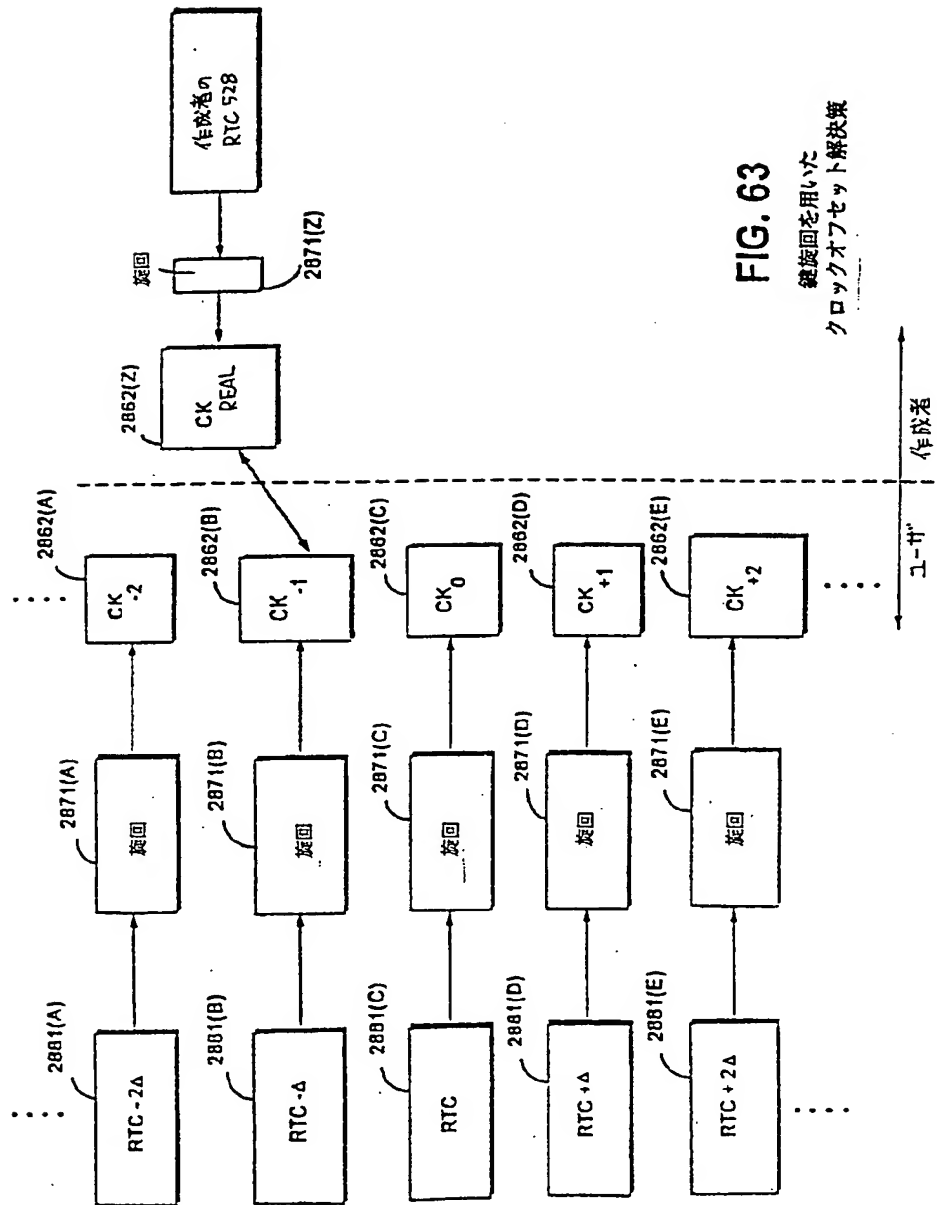 2881(A)
RTC - 2Δ
2871(A)
旋回
2862(A)
CK -2
2881(B)
RTC -Δ
2871(B)
旋回
2862(B)
CK -1
2881(C)
RTC
2871(C)
旋回
2862(C)
CK 0
2881(D)
RTC +Δ
2871(D)
旋回
2862(D)
CK +1
2881(E)
RTC + 2Δ
2871(E)
旋回
2862(E)
CK +2
2862(Z)
CK
REAL
旋回
2871(Z)
作成者の
RTC 528
ユーザ
作成者
FIG. 63
鍵旋回を用いた
クロックオフセット解決策